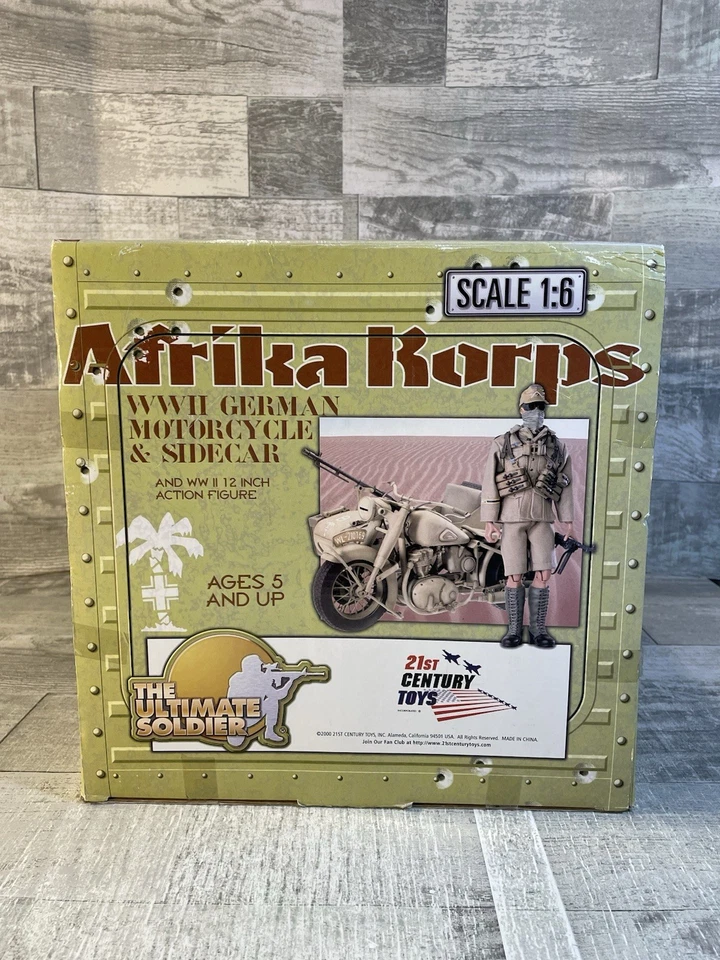 SCALE 1:6
Afrika Korps
WWII GERMAN
MOTORCYCLE
& SIDECAR
AND WW II 12 INCH
ACTION FIGURE
AGES 5
AND UP
THE
ULTIMATE
SOLDIER
21ST
CENTURY
TOYS
©2000 21ST CENTURY TOYS, INC. Alameda, California 94501 USA. All Rights Reserved. MADE IN CHINA.
Join Our Fan Club at http://www.21stcenturytoys.com